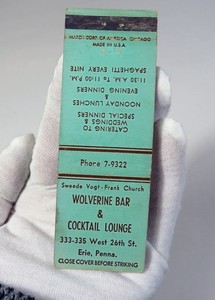 MATCH CORP. OF AMERICA, CHICAGO
MADE IN U.S.A.
SPAGHETTI EVERY NITE
11:30 A.M. To 11:00 P.M.
EVENING DINNERS
NOONDAY LUNCHES
SPECIAL DINNERS
WEDDINGS &
CATERING TO
Phone 7-9322
Swede Vogt - Frank Church
WOLVERINE BAR
&
COCKTAIL LOUNGE
333-335 West 26th St.
Erie, Penna.
CLOSE COVER BEFORE STRIKING